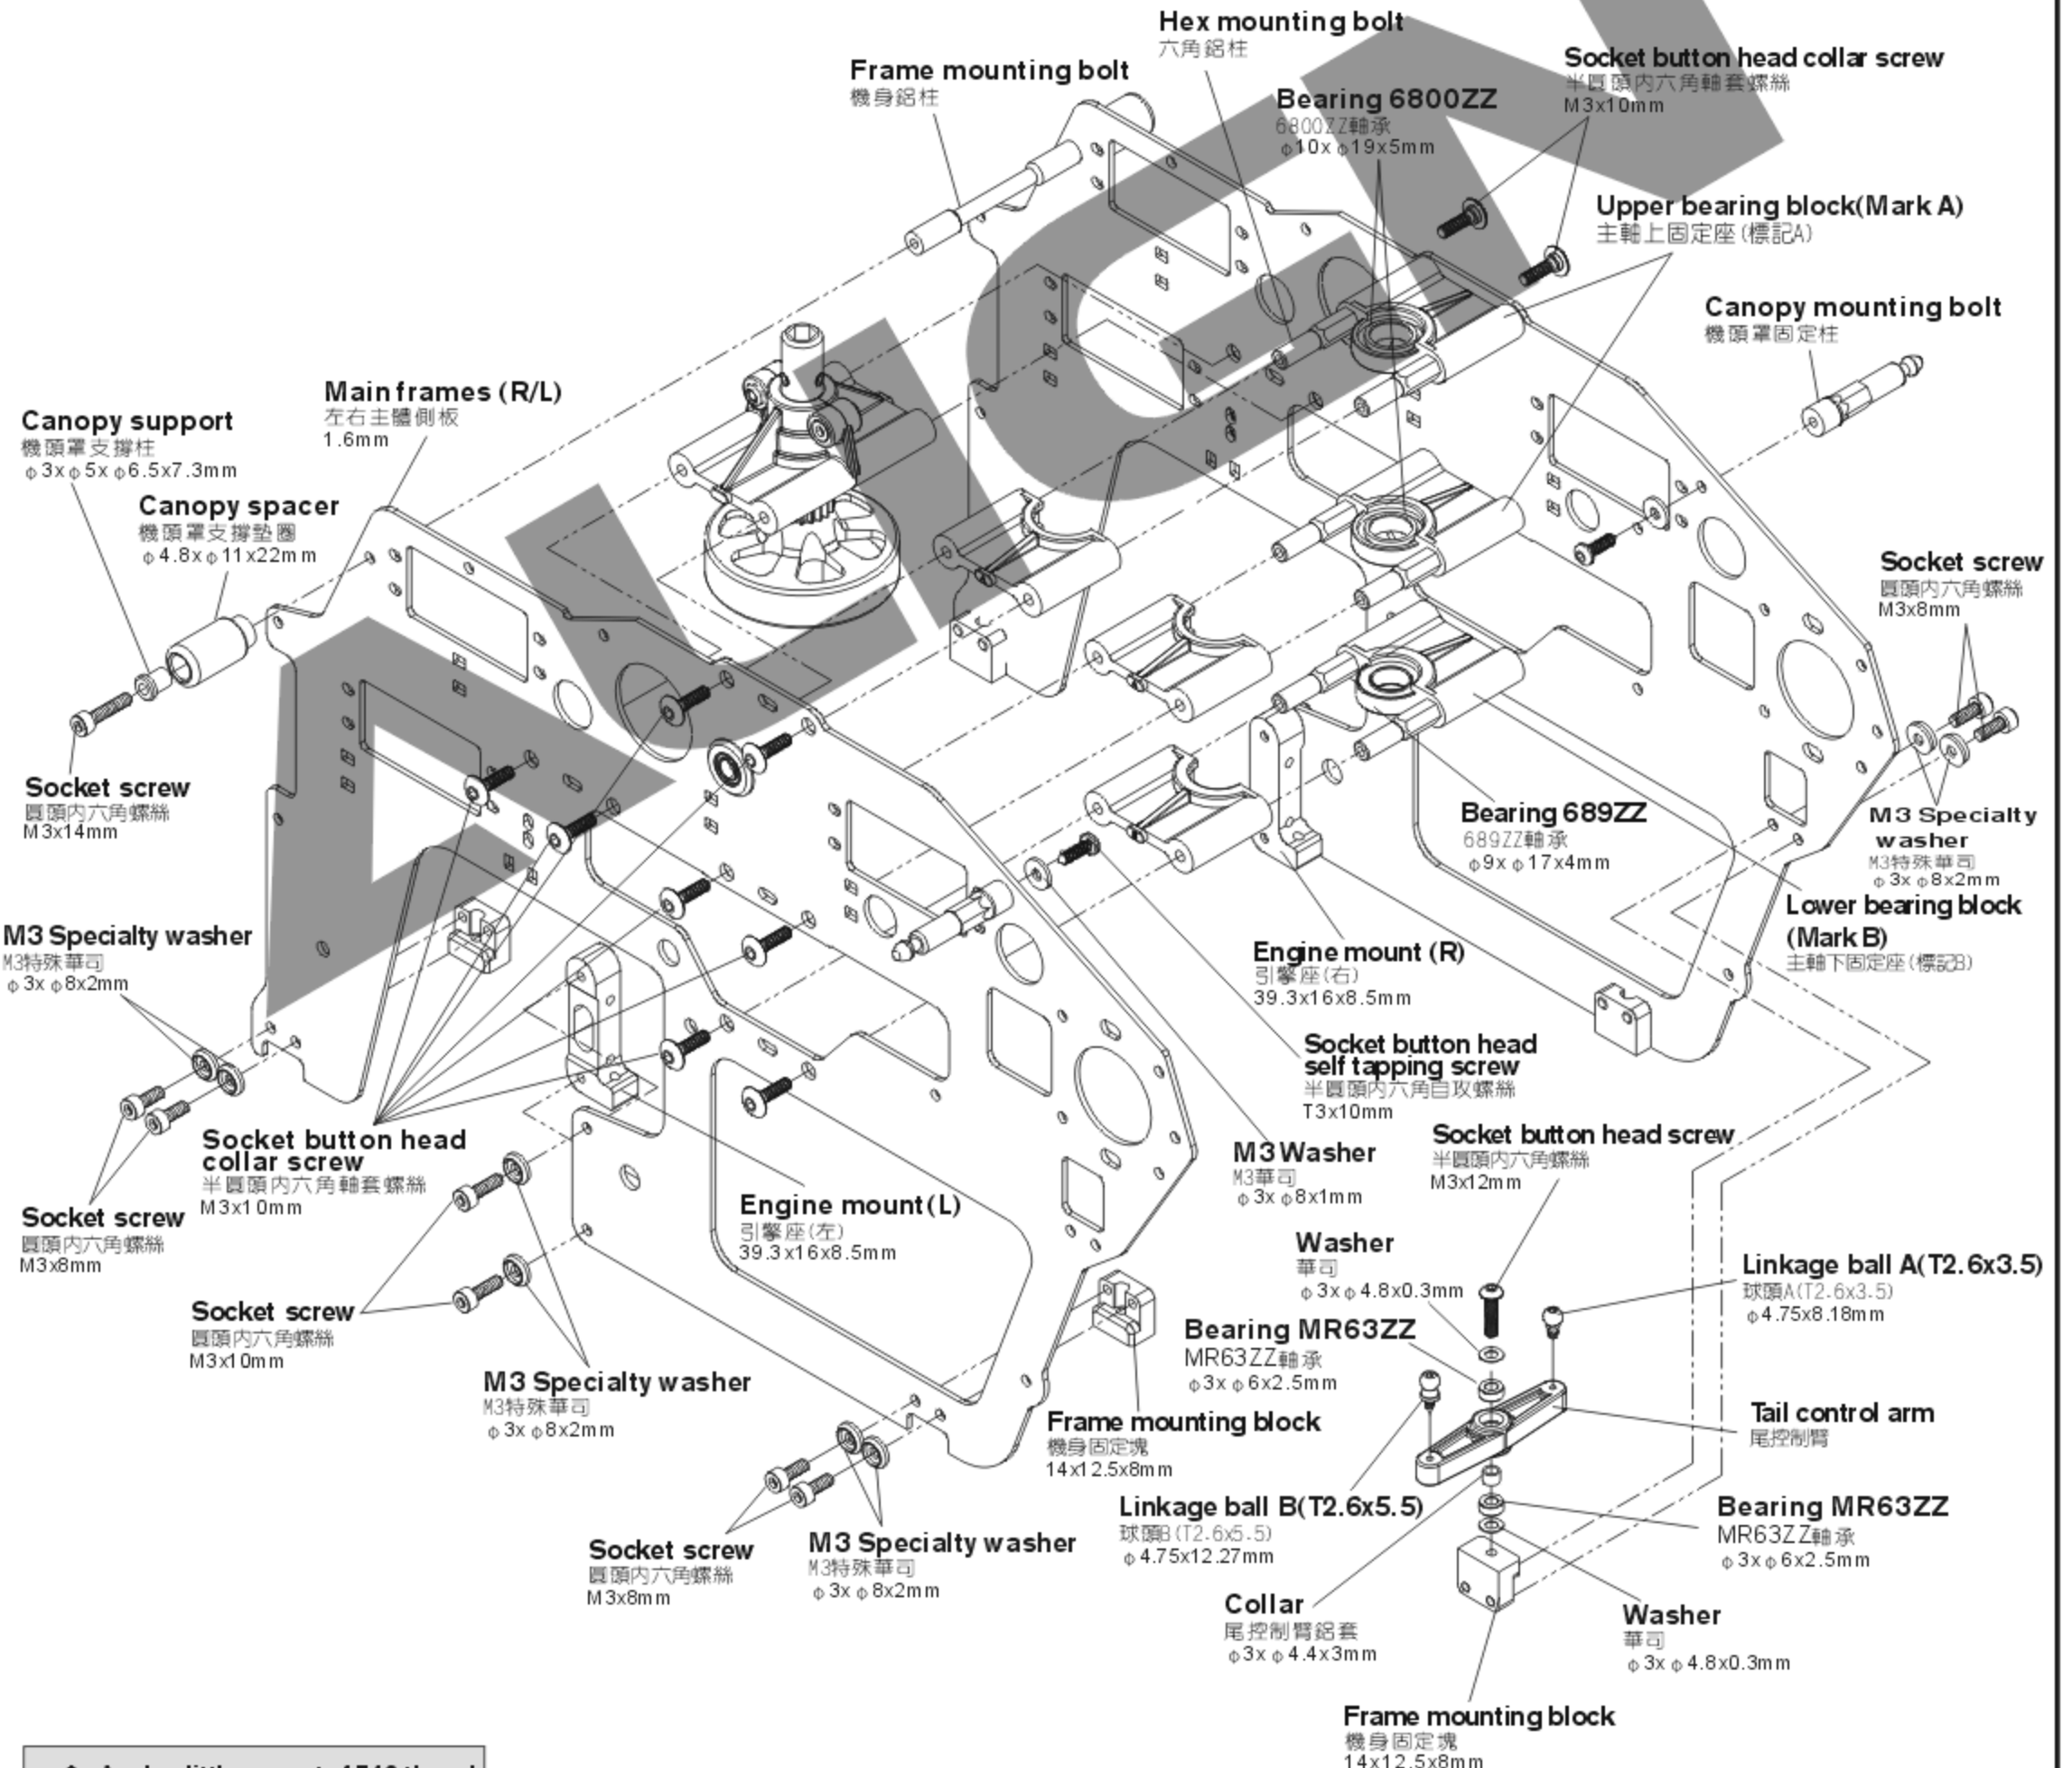 Hex mounting bolt
六角鋁柱
Frame mounting bolt
機身鋁柱
Socket button head collar screw
半圓頭內六角軸套螺絲
M3x10mm
Bearing 6800ZZ
6800ZZ軸承
φ10xφ19x5mm
Upper bearing block(Mark A)
主軸上固定座(標記A)
Canopy mounting bolt
機頭罩固定柱
Main frames (R/L)
左右主體側板
1.6mm
Canopy support
機頭罩支撐柱
φ3xφ5xφ6.5x7.3mm
Canopy spacer
機頭罩支撐墊圈
φ4.8xφ11x22mm
Socket screw
圓頭內六角螺絲
M3x8mm
Socket screw
圓頭內六角螺絲
M3x14mm
Bearing 689ZZ
689ZZ軸承
φ9xφ17x4mm
M3 Specialty
washer
M3特殊華司
φ3xφ8x2mm
Lower bearing block
(Mark B)
主軸下固定座(標記B)
M3 Specialty washer
M3特殊華司
φ3xφ8x2mm
Engine mount (R)
引擎座(右)
39.3x16x8.5mm
Socket button head
self tapping screw
半圓頭內六角自攻螺絲
T3x10mm
Socket button head
collar screw
半圓頭內六角軸套螺絲
M3x10mm
M3 Washer
M3華司
φ3xφ8x1mm
Socket button head screw
半圓頭內六角螺絲
M3x12mm
Socket screw
圓頭內六角螺絲
M3x8mm
Engine mount(L)
引擎座(左)
39.3x16x8.5mm
Washer
華司
φ3xφ4.8x0.3mm
Linkage ball A(T2.6x3.5)
球頭A(T2.6x3.5)
φ4.75x8.18mm
Socket screw
圓頭內六角螺絲
M3x10mm
Bearing MR63ZZ
MR63ZZ軸承
φ3xφ6x2.5mm
M3 Specialty washer
M3特殊華司
φ3xφ8x2mm
Frame mounting block
機身固定塊
14x12.5x8mm
Tail control arm
尾控制臂
Linkage ball B(T2.6x5.5)
球頭B(T2.6x5.5)
φ4.75x12.27mm
Bearing MR63ZZ
MR63ZZ軸承
φ3xφ6x2.5mm
Socket screw
圓頭內六角螺絲
M3x8mm
M3 Specialty washer
M3特殊華司
φ3xφ8x2mm
Collar
尾控制臂鋁套
φ3xφ4.4x3mm
Washer
華司
φ3xφ4.8x0.3mm
Frame mounting block
機身固定塊
14x12.5x8mm